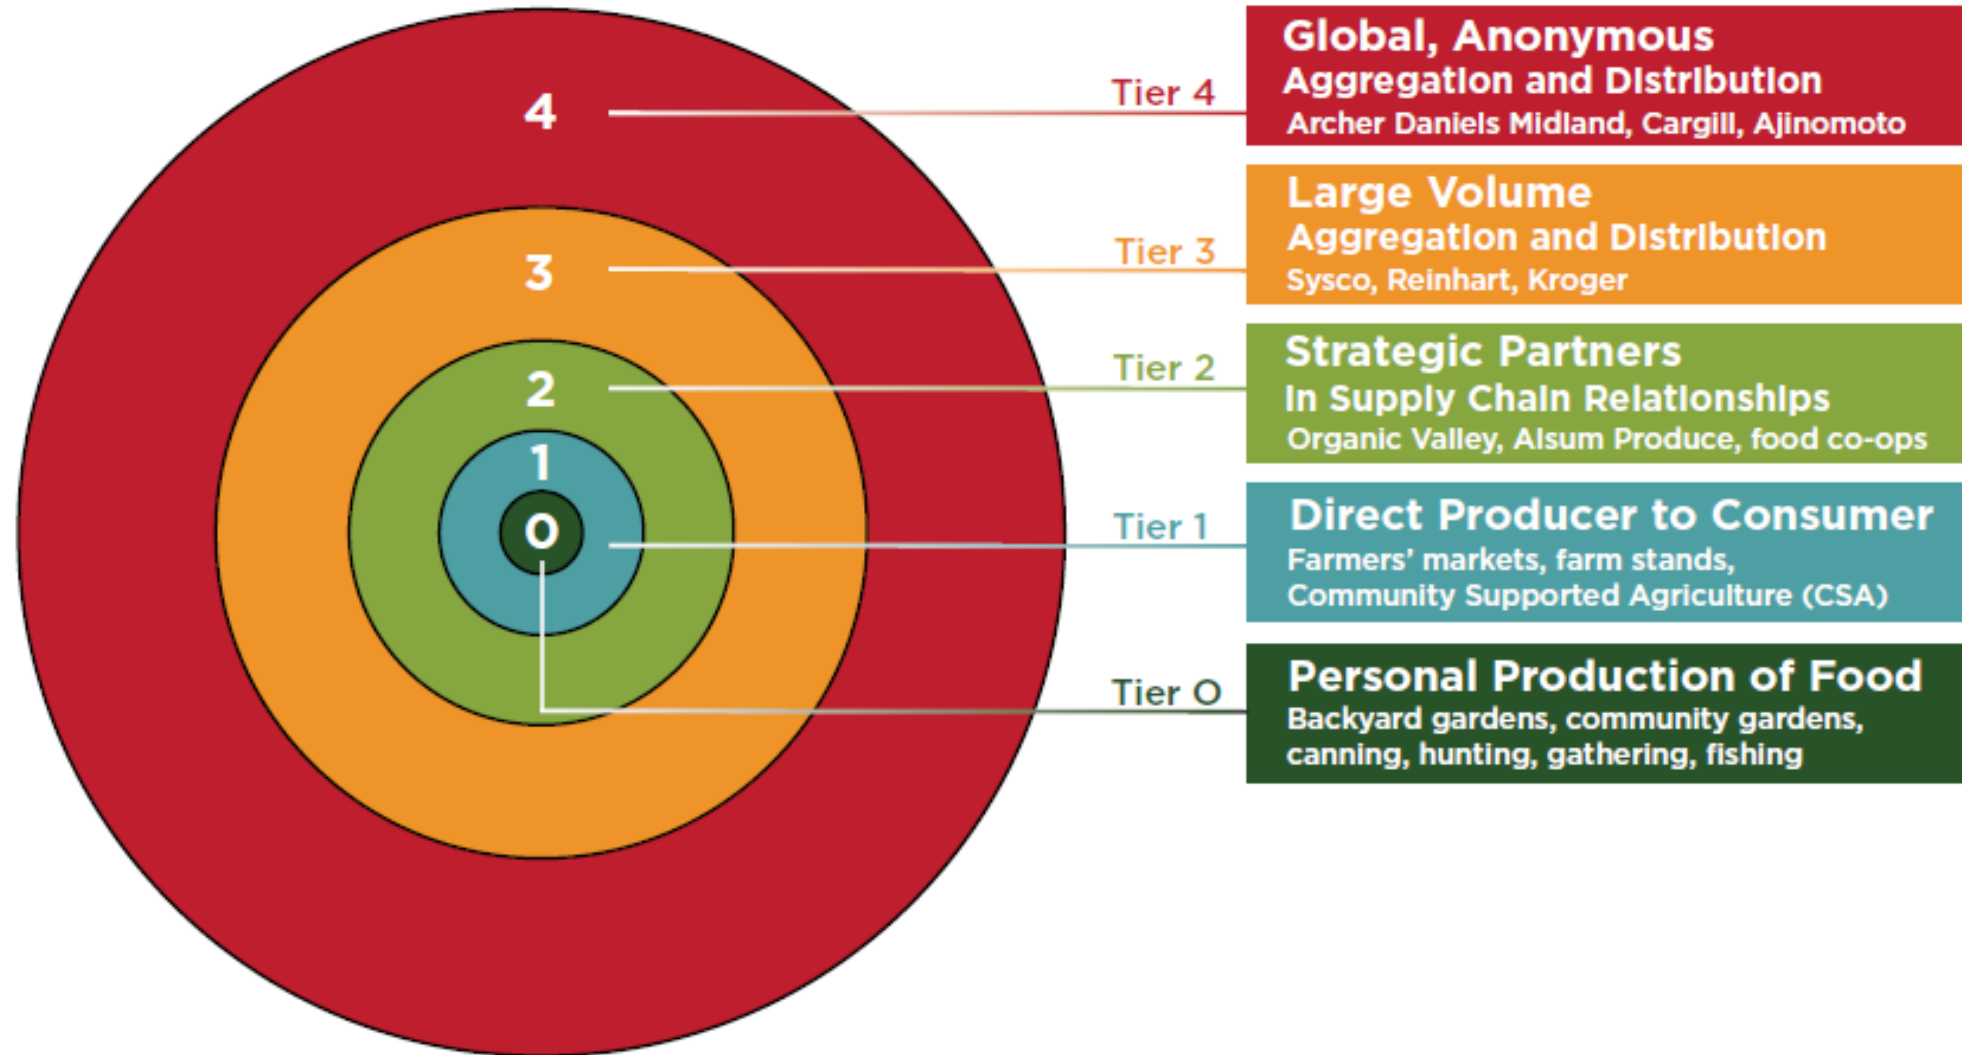 4
3
2
1
0
Tier 4
Global, Anonymous
Aggregation and Distribution
Archer Daniels Midland, Cargill, Ajinomoto
Tier 3
Large Volume
Aggregation and Distribution
Sysco, Reinhart, Kroger
Tier 2
Strategic Partners
In Supply Chain Relationships
Organic Valley, Alsum Produce, food co-ops
Tier 1
Direct Producer to Consumer
Farmers’ markets, farm stands,
Community Supported Agriculture (CSA)
Tier O
Personal Production of Food
Backyard gardens, community gardens,
canning, hunting, gathering, fishing